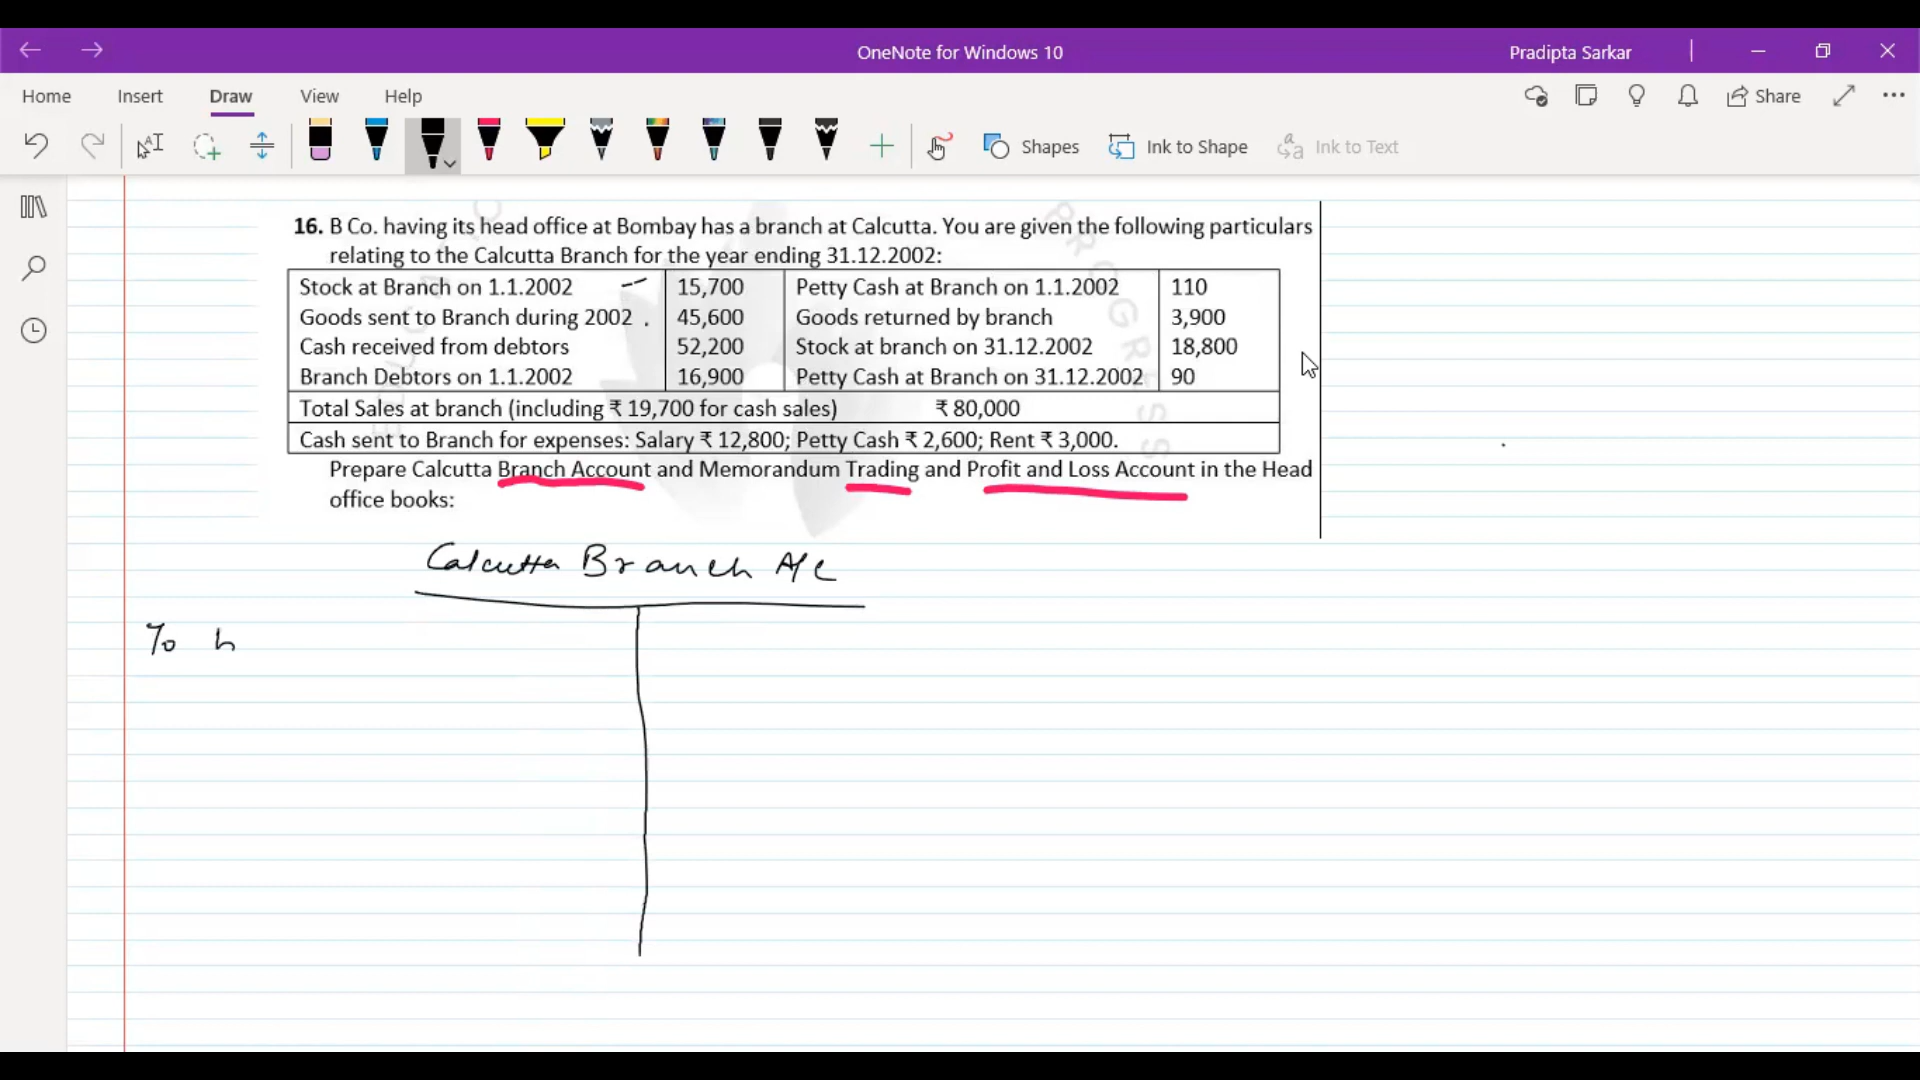 OneNote for Windows 10
Pradipta Sarkar
Home Insert Draw View Help
Share
Shapes Ink to Shape Ink to Text
16. B Co. having its head office at Bombay has a branch at Calcutta. You are given the following particulars
relating to the Calcutta Branch for the year ending 31.12.2002:
Stock at Branch on 1.1.2002 15,700 Petty Cash at Branch on 1.1.2002 110
Goods sent to Branch during 2002 45,600 Goods returned by branch 3,900
Cash received from debtors 52,200 Stock at branch on 31.12.2002 18,800
Branch Debtors on 1.1.2002 16,900 Petty Cash at Branch on 31.12.2002 90
Total Sales at branch (including ₹ 19,700 for cash sales) ₹ 80,000
Cash sent to Branch for expenses: Salary ₹ 12,800; Petty Cash ₹ 2,600; Rent ₹ 3,000.
Prepare Calcutta Branch Account and Memorandum Trading and Profit and Loss Account in the Head
office books:
Calcutta Branch A/c
To